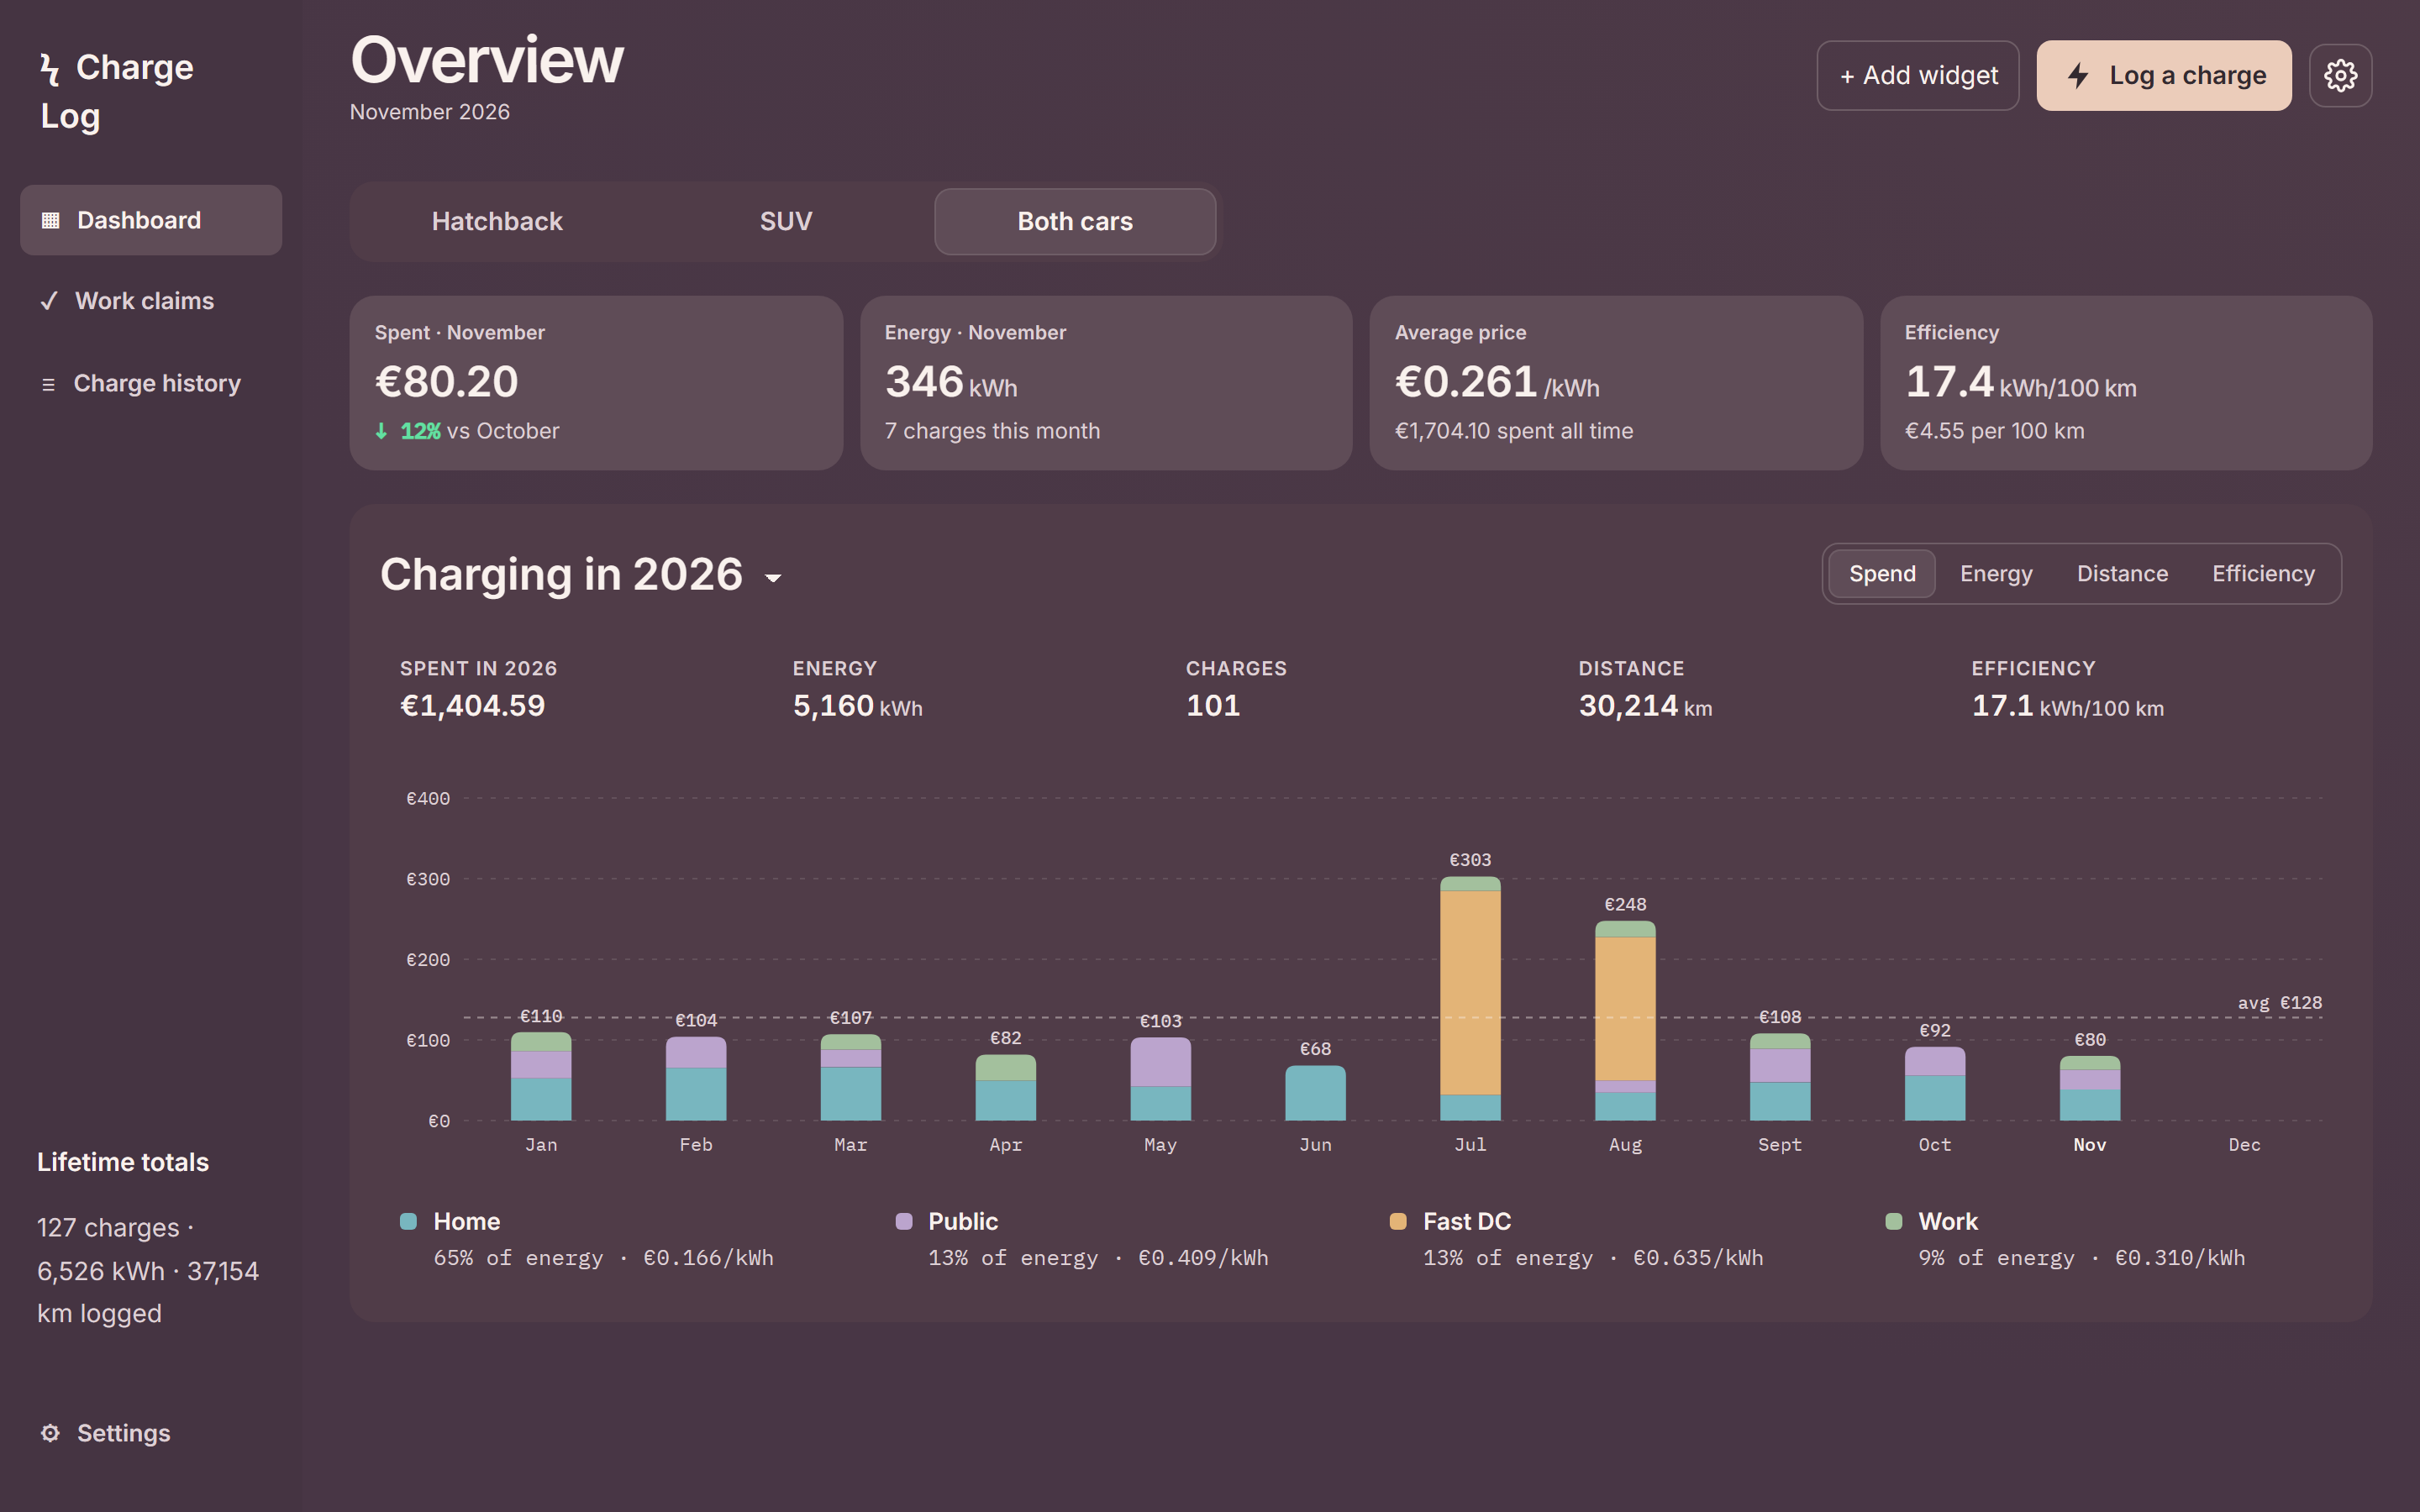 Charge
Log
Dashboard
Work claims
Charge history
Lifetime totals
127 charges ·
6,526 kWh · 37,154
km logged
Settings
Overview
November 2026
+ Add widget
Log a charge
Hatchback
SUV
Both cars
Spent · November
€80.20
↓ 12% vs October
Energy · November
346 kWh
7 charges this month
Average price
€0.261 /kWh
€1,704.10 spent all time
Efficiency
17.4 kWh/100 km
€4.55 per 100 km
Charging in 2026
Spend
Energy
Distance
Efficiency
SPENT IN 2026
€1,404.59
ENERGY
5,160 kWh
CHARGES
101
DISTANCE
30,214 km
EFFICIENCY
17.1 kWh/100 km
€400
€300
€200
€100
€0
€110
€104
€107
€82
€103
€68
€303
€248
€108
€92
€80
avg €128
Jan
Feb
Mar
Apr
May
Jun
Jul
Aug
Sept
Oct
Nov
Dec
Home
65% of energy · €0.166/kWh
Public
13% of energy · €0.409/kWh
Fast DC
13% of energy · €0.635/kWh
Work
9% of energy · €0.310/kWh